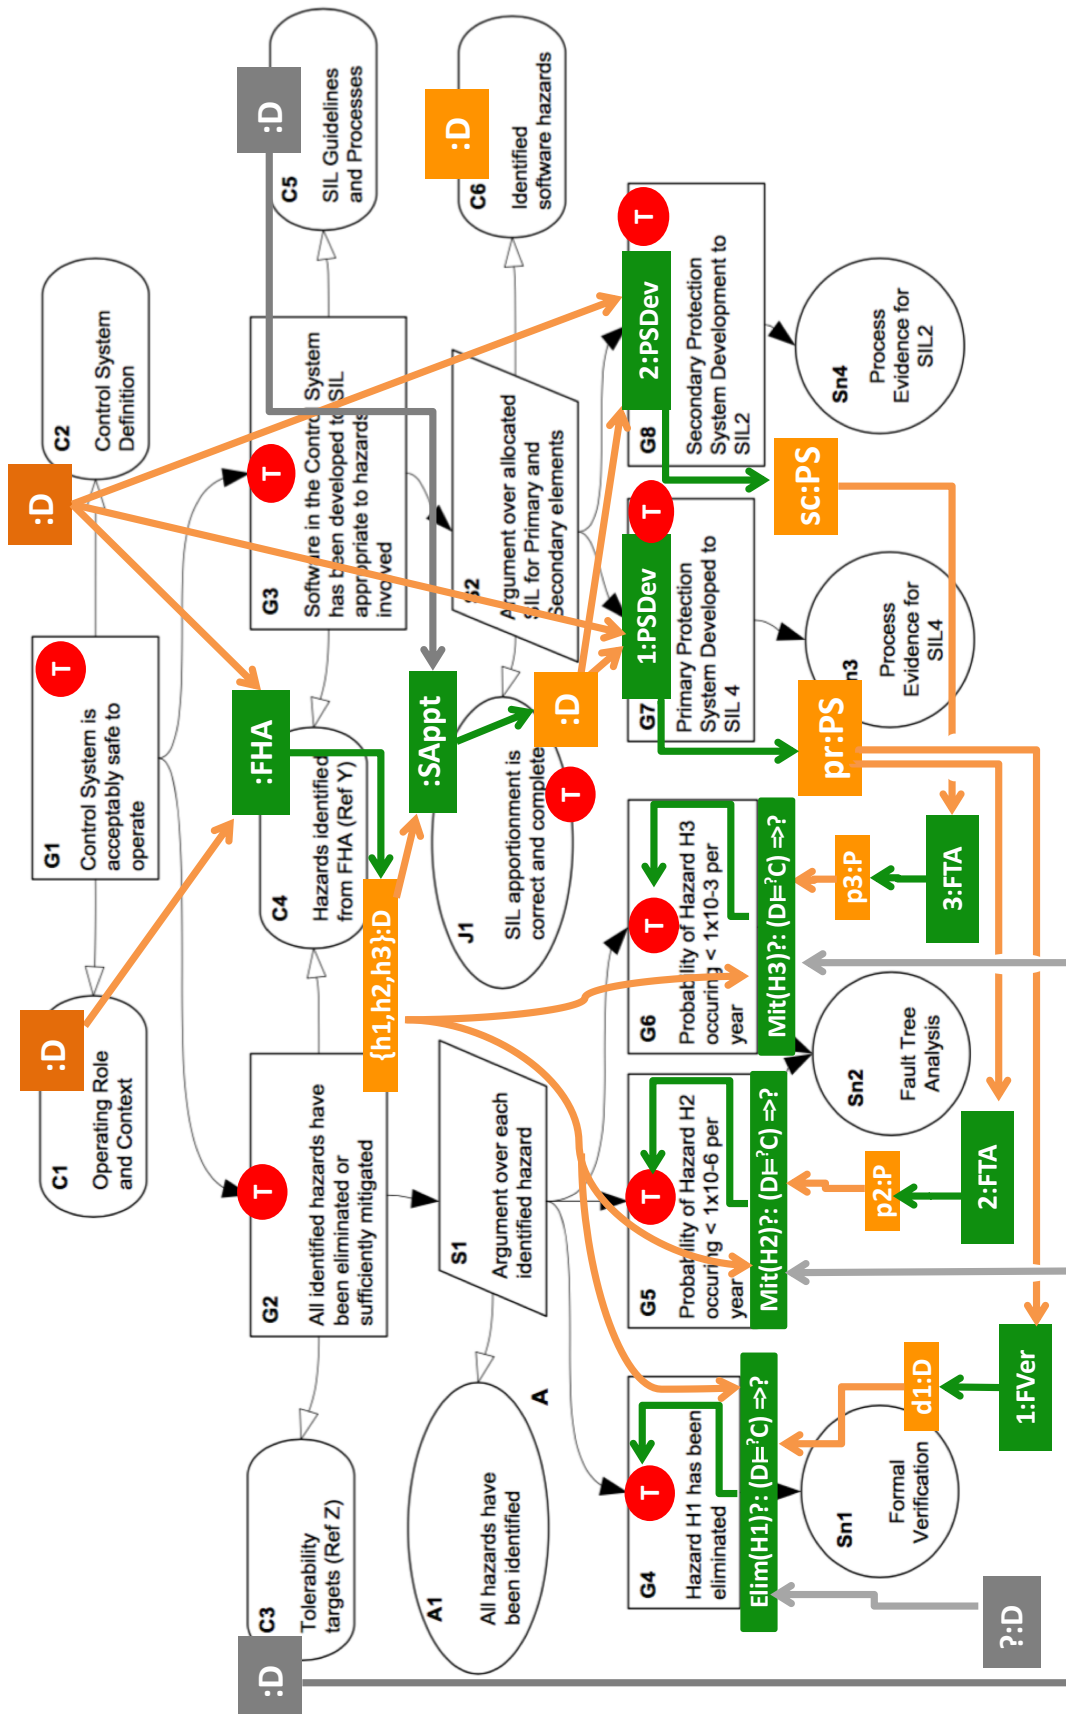 :D
C1
Operating Role
and Context
G1
Control System is
acceptably safe to
operate
T
:D
C2
Control System
Definition
:D
C3
Tolerability
targets (Ref Z)
T
G2
All identified hazards have
been eliminated or
sufficiently mitigated
:FHA
C4
Hazards identified
from FHA (Ref Y)
T
G3
Software in the Control System
has been developed to SIL
appropriate to hazards
involved
:D
C5
SIL Guidelines
and Processes
{h1,h2,h3}:D
A1
All hazards have
been identified
A
S1
Argument over each
identified hazard
:SAppt
J1
SIL apportionment is
correct and complete
T
:D
S2
Argument over allocated
SIL for Primary and
Secondary elements
:D
C6
Identified
software hazards
T
G4
Hazard H1 has been
eliminated
Elim(H1)?: (D⊨?C) =>?
T
G5
Probability of Hazard H2
occuring < 1x10-6 per
year
Mit(H2)?: (D⊨?C) =>?
T
G6
Probability of Hazard H3
occuring < 1x10-3 per
year
Mit(H3)?: (D⊨?C) =>?
1:PSDev
T
G7
Primary Protection
System Developed to
SIL 4
2:PSDev
T
G8
Secondary Protection
System Development to
SIL2
Sn1
Formal
Verification
Sn2
Fault Tree
Analysis
pr:PS
n3
Process
Evidence for
SIL4
sc:PS
Sn4
Process
Evidence for
SIL2
d1:D
p2:P
p3:P
?:D
1:FVer
2:FTA
3:FTA